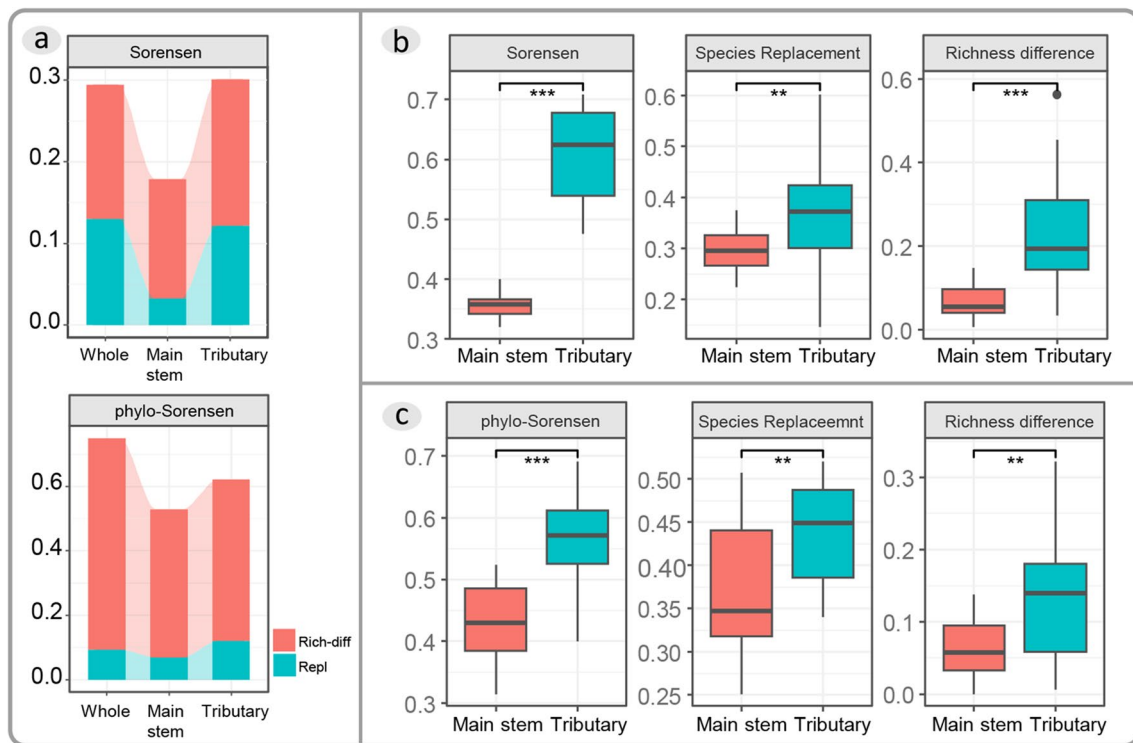 a
Sorensen
0.3
0.2
0.1
0.0
Whole Main Tributary
stem
phylo-Sorensen
0.6
0.4
0.2
0.0
Whole Main Tributary
stem
Rich-diff
Repl
b
Sorensen
***
0.7
0.6
0.5
0.4
0.3
Main stem Tributary
Species Replacement
**
0.6
0.5
0.4
0.3
0.2
Main stem Tributary
Richness difference
***
0.6
0.4
0.2
0.0
Main stem Tributary
c
phylo-Sorensen
***
0.7
0.6
0.5
0.4
0.3
Main stem Tributary
Species Replaceemnt
**
0.50
0.45
0.40
0.35
0.30
0.25
Main stem Tributary
Richness difference
**
0.3
0.2
0.1
0.0
Main stem Tributary